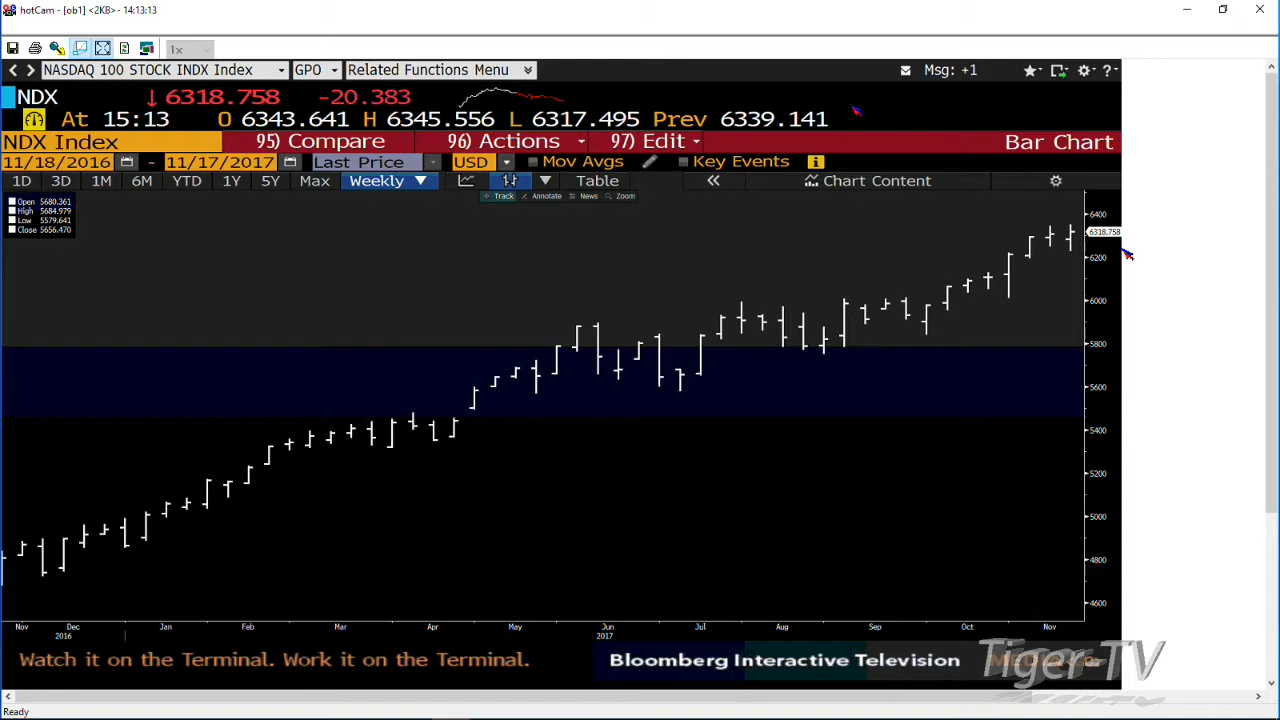 hotCam - [ob1] <2KB> - 14:13:13
1x
NASDAQ 100 STOCK INDX Index GPO Related Functions Menu Msg: +1 ?
NDX ↓ 6318.758 -20.383
At 15:13 O 6343.641 H 6345.556 L 6317.495 Prev 6339.141
NDX Index 95) Compare 96) Actions 97) Edit Bar Chart
11/18/2016 - 11/17/2017 Last Price USD Mov Avgs Key Events
1D 3D 1M 6M YTD 1Y 5Y Max Weekly Table « Chart Content
Track Annotate News Zoom
Open 5680.361
High 5684.979
Low 5579.641
Close 5656.470
6400
6318.758
6200
6000
5800
5600
5400
5200
5000
4800
4600
Nov Dec Jan Feb Mar Apr May Jun Jul Aug Sep Oct Nov
2016 2017
Watch it on the Terminal. Work it on the Terminal. Bloomberg Interactive Television
Tiger-TV
Ready